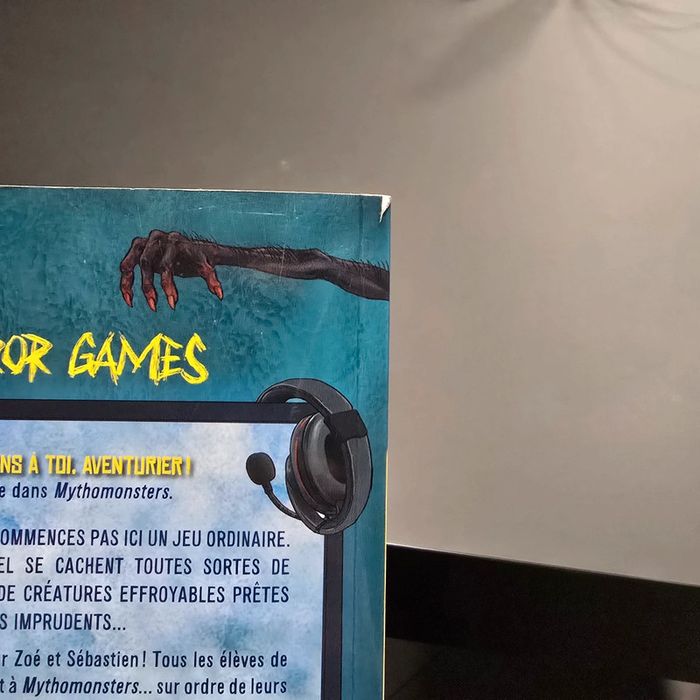 ROR GAMES
NS À TOI, AVENTURIER!
e dans Mythomonsters.
OMMENCES PAS ICI UN JEU ORDINAIRE.
EL SE CACHENT TOUTES SORTES DE
DE CRÉATURES EFFROYABLES PRÊTES
S IMPRUDENTS...
r Zoé et Sébastien! Tous les élèves de
t à Mythomonsters... sur ordre de leurs